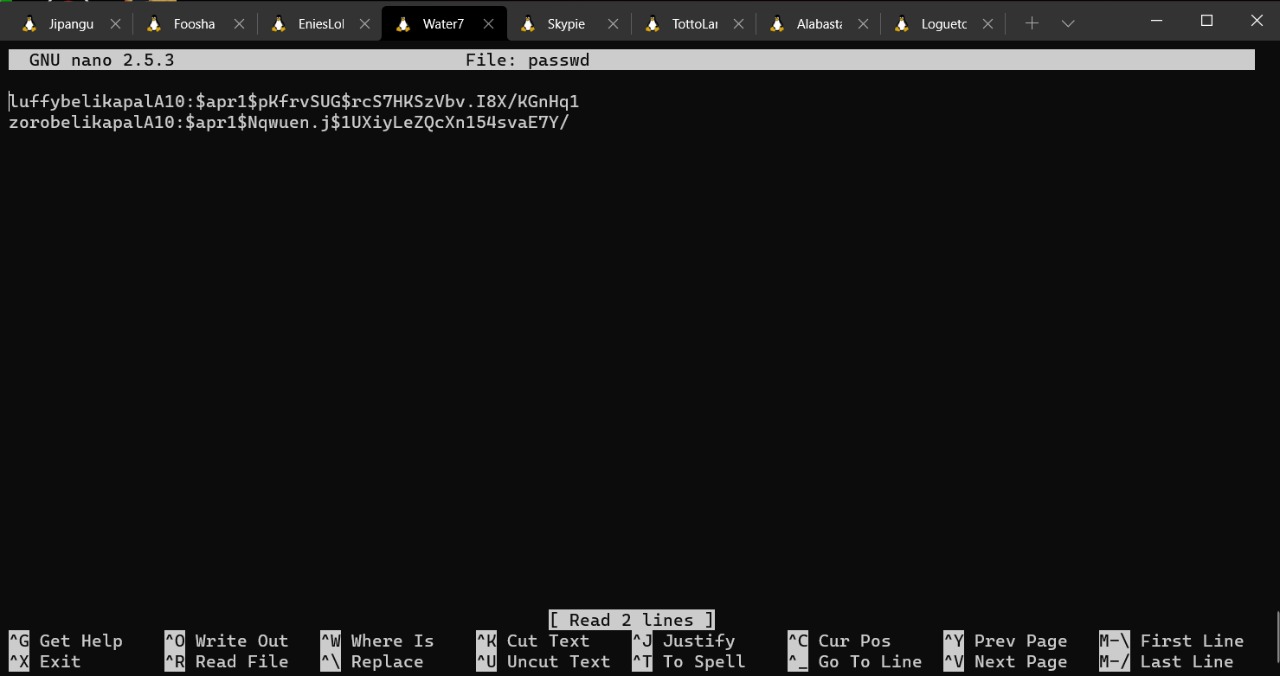 Jipangu Foosha EniesLol Water7 Skypie TottoLar Alabasta Loguetc
GNU nano 2.5.3 File: passwd
luffybelikapalA10:$apr1$pKfrvSUG$rcS7HKSzVbv.I8X/KGnHq1
zorobelikapalA10:$apr1$Nqwuen.j$1UXiyLeZQcXn154svaE7Y/
[ Read 2 lines ]
^G Get Help ^O Write Out ^W Where Is ^K Cut Text ^J Justify ^C Cur Pos ^Y Prev Page M-\ First Line
^X Exit ^R Read File ^\ Replace ^U Uncut Text ^T To Spell ^_ Go To Line ^V Next Page M-/ Last Line